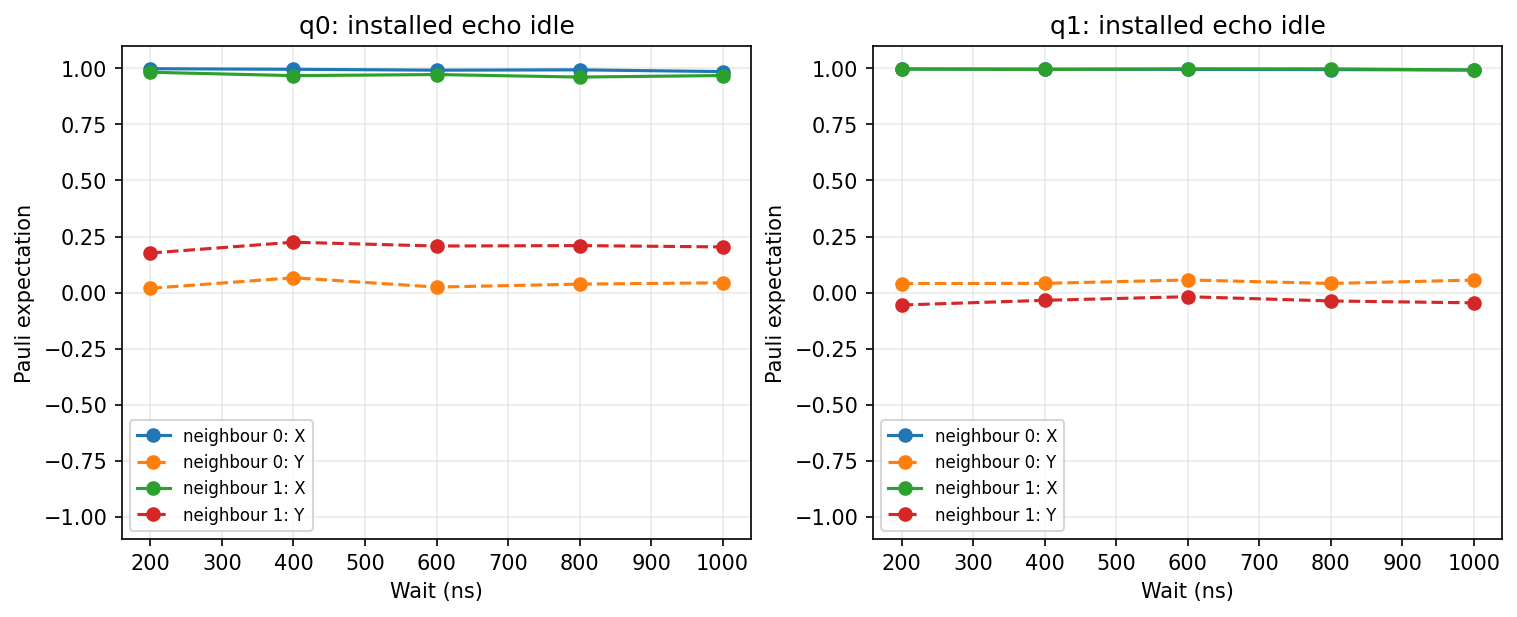 q0: installed echo idle
1.00
0.75
0.50
0.25
0.00
−0.25
−0.50
−0.75
−1.00
Pauli expectation
neighbour 0: X
neighbour 0: Y
neighbour 1: X
neighbour 1: Y
200 300 400 500 600 700 800 900 1000
Wait (ns)
q1: installed echo idle
1.00
0.75
0.50
0.25
0.00
−0.25
−0.50
−0.75
−1.00
Pauli expectation
neighbour 0: X
neighbour 0: Y
neighbour 1: X
neighbour 1: Y
200 300 400 500 600 700 800 900 1000
Wait (ns)